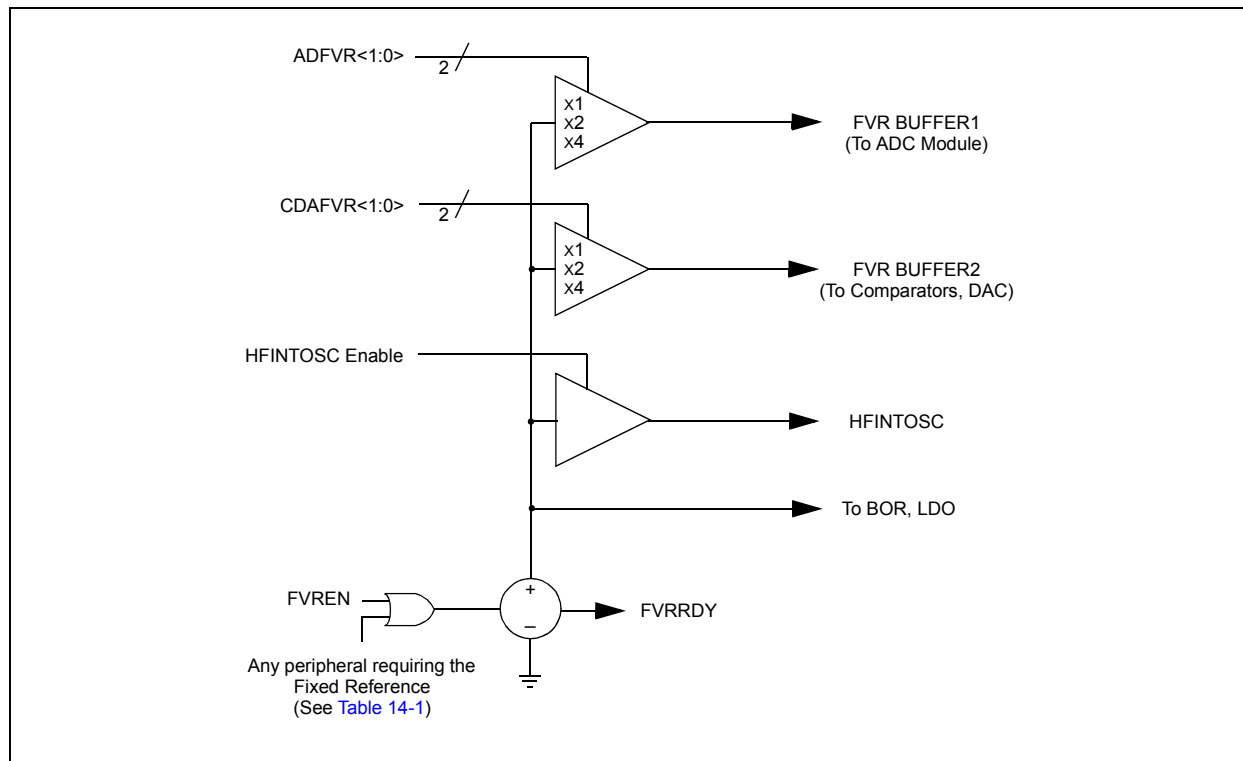 ADFVR<1:0>
2
x1
x2
x4
FVR BUFFER1
(To ADC Module)
CDAFVR<1:0>
2
x1
x2
x4
FVR BUFFER2
(To Comparators, DAC)
HFINTOSC Enable
HFINTOSC
To BOR, LDO
FVREN
+
_
FVRRDY
Any peripheral requiring the
Fixed Reference
(See Table 14-1)